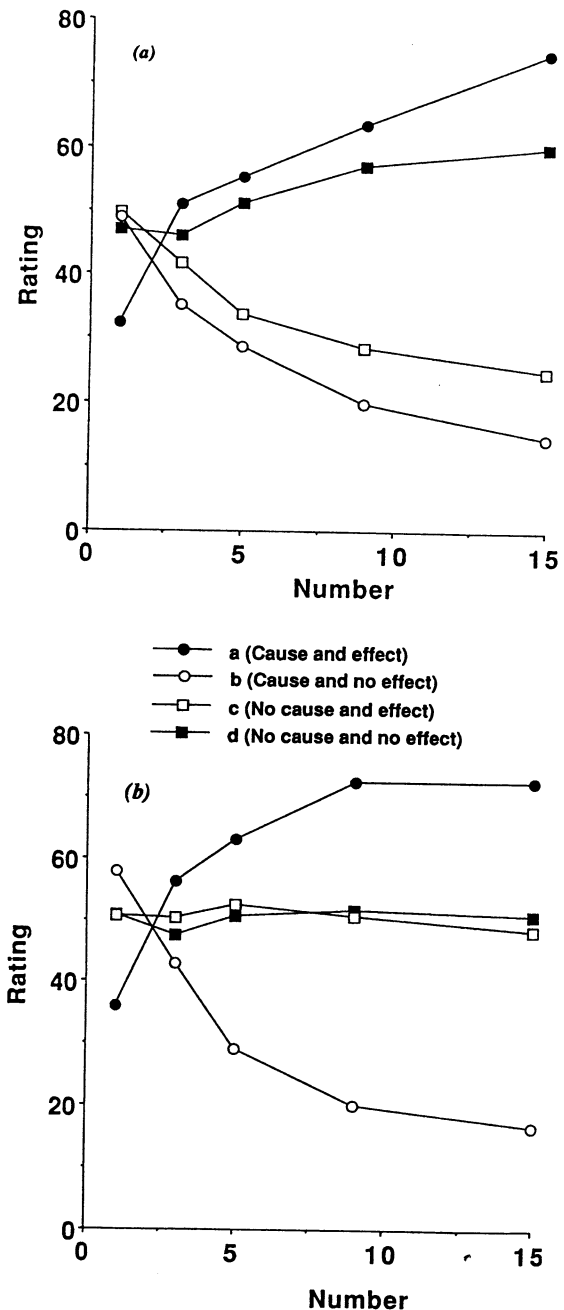 80
(a)
60
Rating
40
20
0
0 5 10 15
Number
a (Cause and effect)
b (Cause and no effect)
c (No cause and effect)
d (No cause and no effect)
80
(b)
60
Rating
40
20
0
0 5 10 15
Number